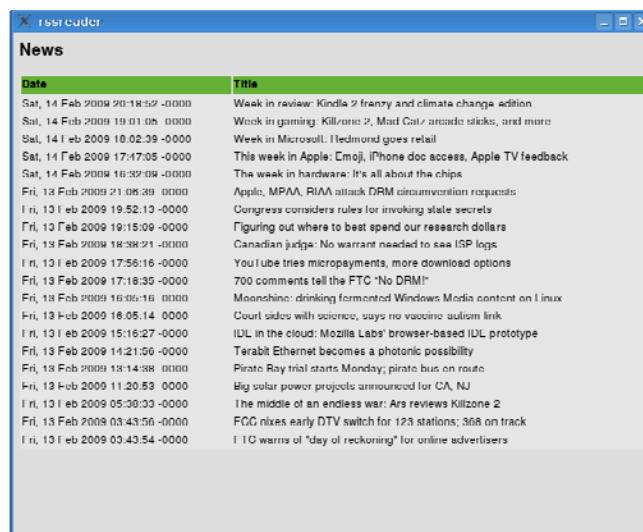 rssreader
News
Date Title
Sat, 14 Feb 2009 20:18:52 -0000 Week in review: Kindle 2 frenzy and climate change edition
Sat, 14 Feb 2009 19:01:05 -0000 Week in gaming: Killzone 2, Mad Catz arcade sticks, and more
Sat, 14 Feb 2009 18:02:39 -0000 Week in Microsoft: Redmond goes retail
Sat, 14 Feb 2009 17:47:05 -0000 This week in Apple: Emoji, iPhone doc access, Apple TV feedback
Sat, 14 Feb 2009 16:32:09 -0000 The week in hardware: It's all about the chips
Fri, 13 Feb 2009 21:08:39 -0000 Apple, MPAA, RIAA attack DRM circumvention requests
Fri, 13 Feb 2009 19:52:13 -0000 Congress considers rules for invoking state secrets
Fri, 13 Feb 2009 19:15:09 -0000 Figuring out where to best spend our research dollars
Fri, 13 Feb 2009 18:38:21 -0000 Canadian judge: No warrant needed to see ISP logs
Fri, 13 Feb 2009 17:56:16 -0000 YouTube tries micropayments, more download options
Fri, 13 Feb 2009 17:18:35 -0000 700 comments tell the FTC "No DRM!"
Fri, 13 Feb 2009 16:05:16 -0000 Moonshine: drinking fermented Windows Media content on Linux
Fri, 13 Feb 2009 16:05:14 -0000 Court sides with science, says no vaccine-autism link
Fri, 13 Feb 2009 15:16:27 -0000 IDE in the cloud: Mozilla Labs' browser-based IDE prototype
Fri, 13 Feb 2009 14:21:56 -0000 Terabit Ethernet becomes a photonic possibility
Fri, 13 Feb 2009 13:14:38 -0000 Pirate Bay trial starts Monday; pirate bus en route
Fri, 13 Feb 2009 11:20:53 -0000 Big solar power projects announced for CA, NJ
Fri, 13 Feb 2009 05:38:33 -0000 The middle of an endless war: Ars reviews Killzone 2
Fri, 13 Feb 2009 03:43:56 -0000 FCC nixes early DTV switch for 123 stations; 368 on track
Fri, 13 Feb 2009 03:43:54 -0000 FTC warns of "day of reckoning" for online advertisers